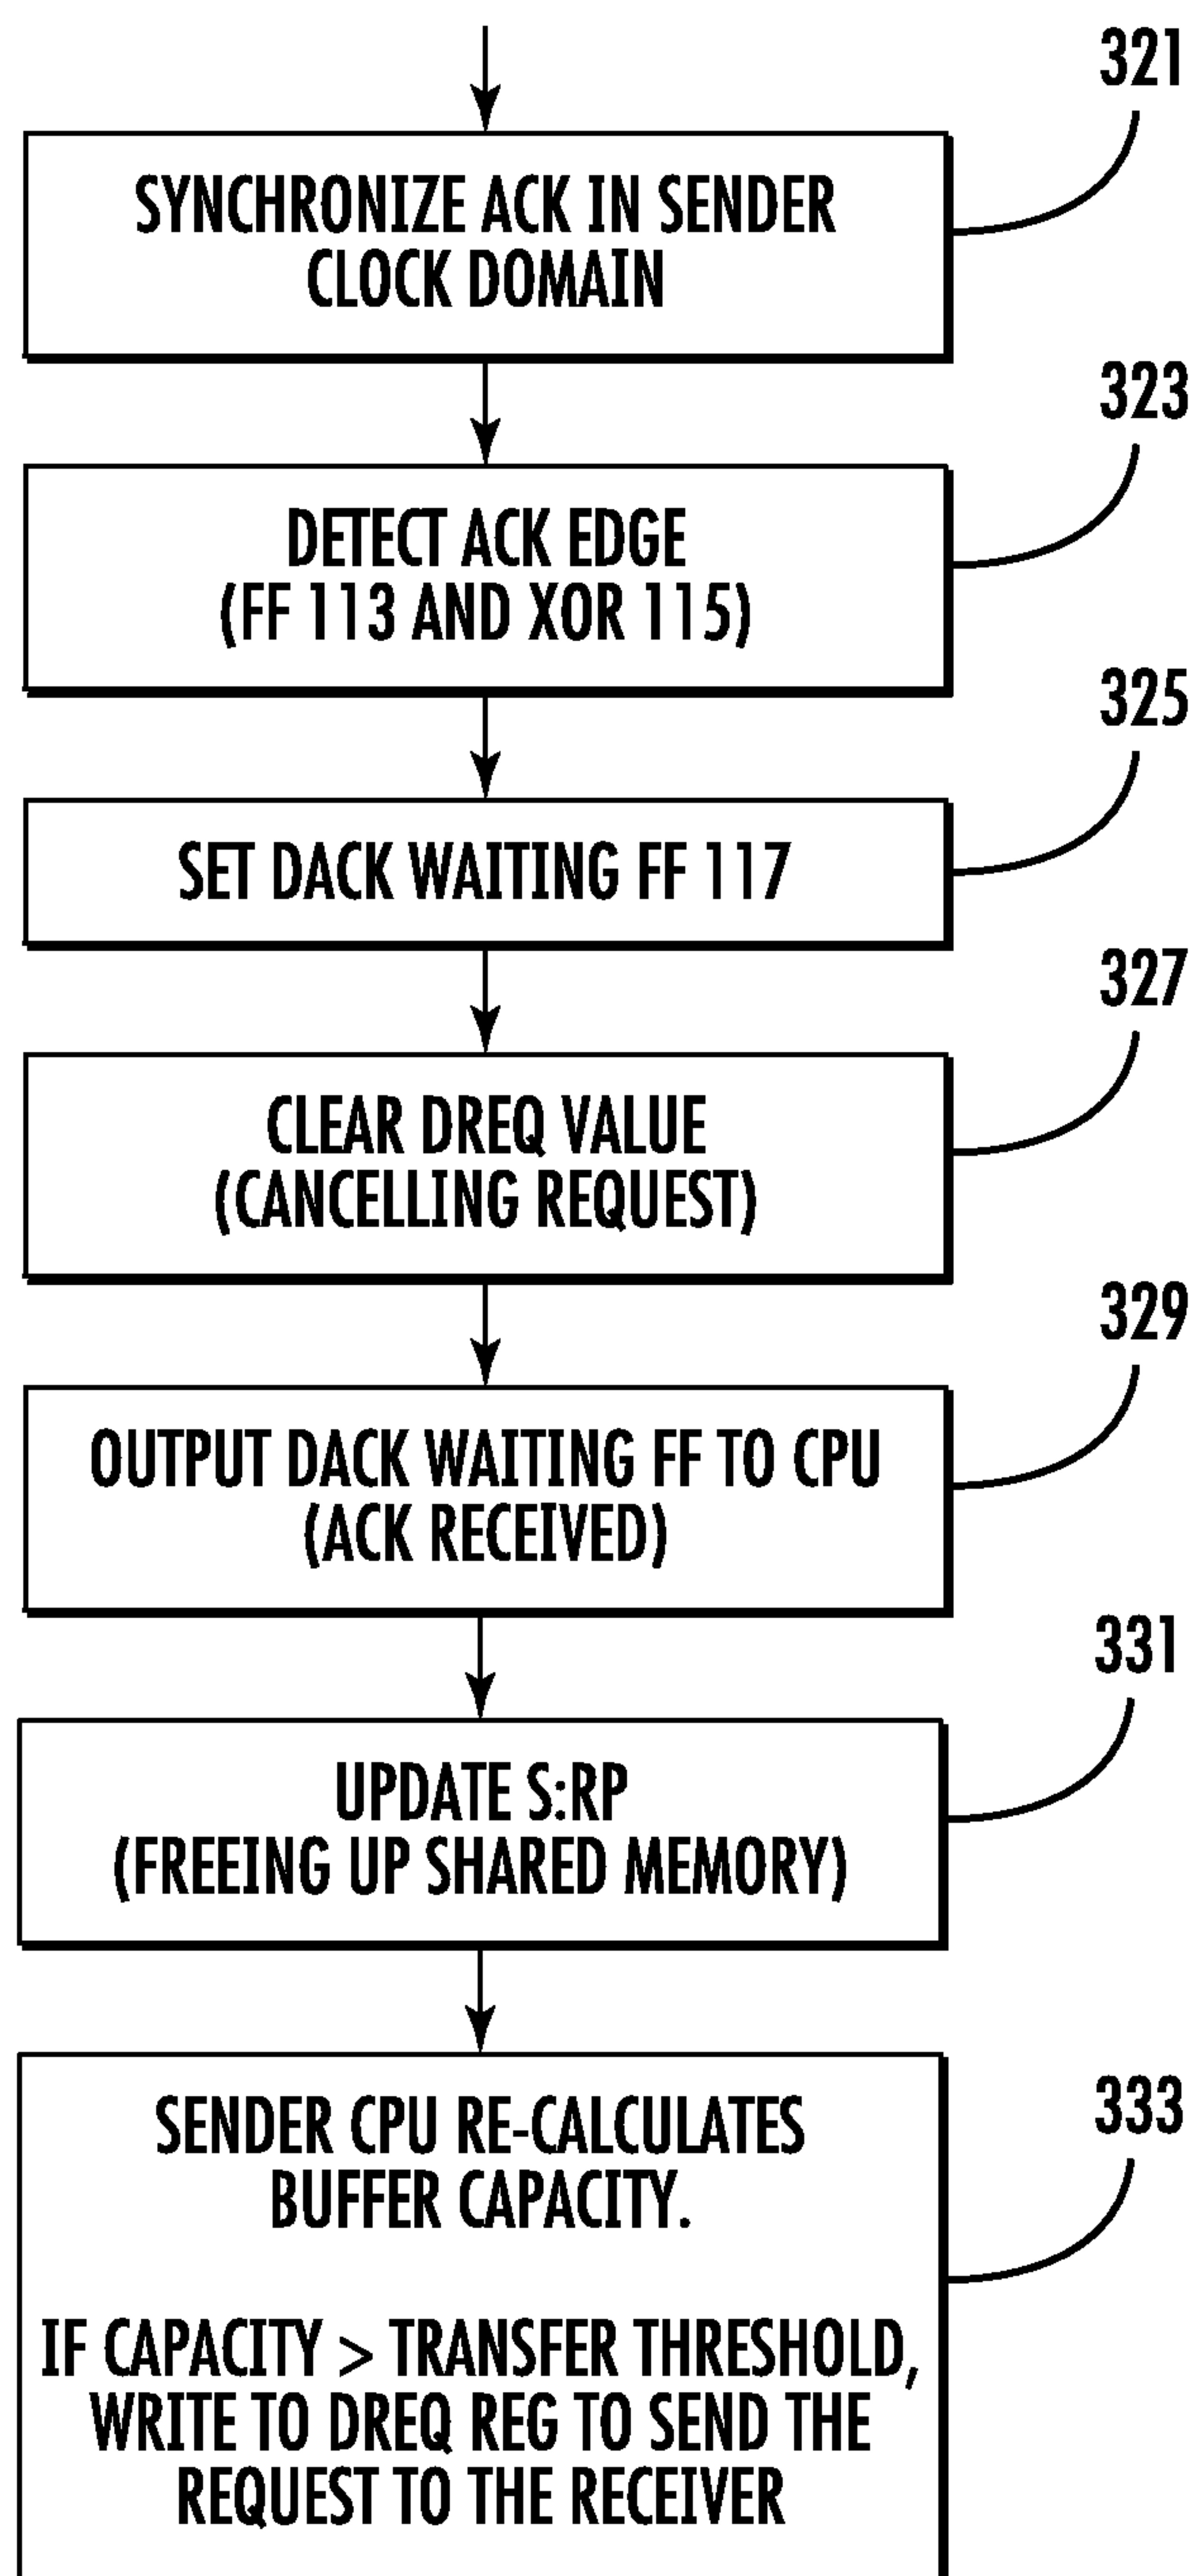 321
SYNCHRONIZE ACK IN SENDER
CLOCK DOMAIN
323
DETECT ACK EDGE
(FF 113 AND XOR 115)
325
SET DACK WAITING FF 117
327
CLEAR DREQ VALUE
(CANCELLING REQUEST)
329
OUTPUT DACK WAITING FF TO CPU
(ACK RECEIVED)
331
UPDATE S:RP
(FREEING UP SHARED MEMORY)
333
SENDER CPU RE-CALCULATES
BUFFER CAPACITY.
IF CAPACITY > TRANSFER THRESHOLD,
WRITE TO DREQ REG TO SEND THE
REQUEST TO THE RECEIVER